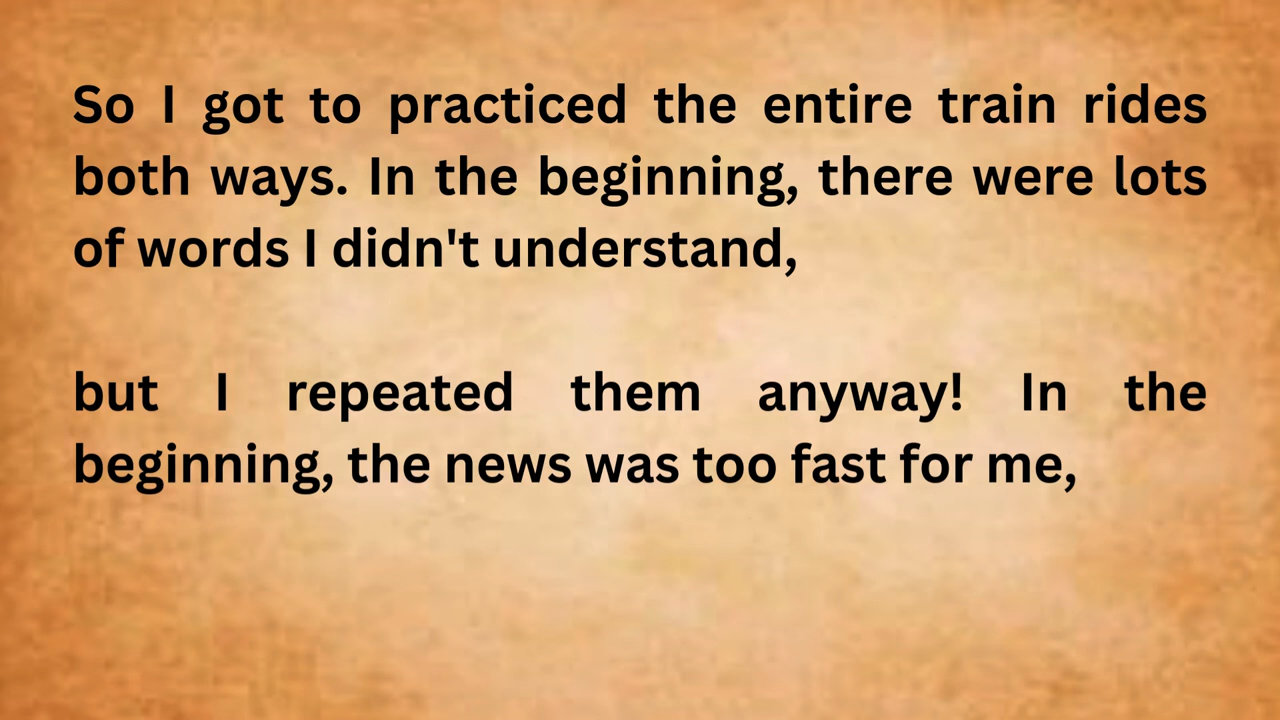 So I got to practiced the entire train rides
both ways. In the beginning, there were lots
of words I didn't understand,
but I repeated them anyway! In the
beginning, the news was too fast for me,